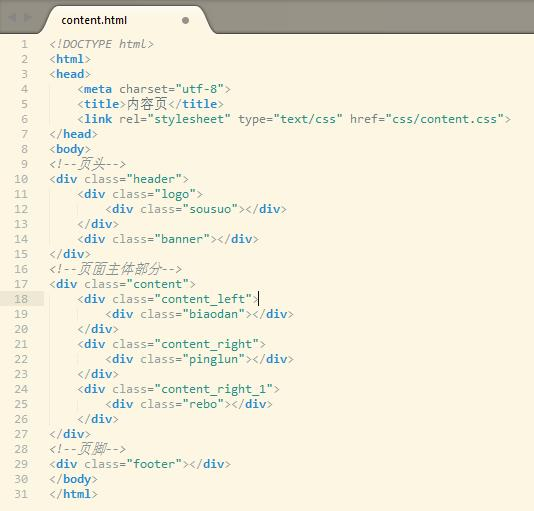 content.html
1 <!DOCTYPE html>
2 <html>
3 <head>
4     <meta charset="utf-8">
5     <title>内容页</title>
6     <link rel="stylesheet" type="text/css" href="css/content.css">
7 </head>
8 <body>
9 <!--页头-->
10 <div class="header">
11     <div class="logo">
12         <div class="sousuo"></div>
13     </div>
14     <div class="banner"></div>
15 </div>
16 <!--页面主体部分-->
17 <div class="content">
18     <div class="content_left">
19         <div class="biaodan"></div>
20     </div>
21     <div class="content_right">
22         <div class="pinglun"></div>
23     </div>
24     <div class="content_right_1">
25         <div class="rebo"></div>
26     </div>
27 </div>
28 <!--页脚-->
29 <div class="footer"></div>
30 </body>
31 </html>